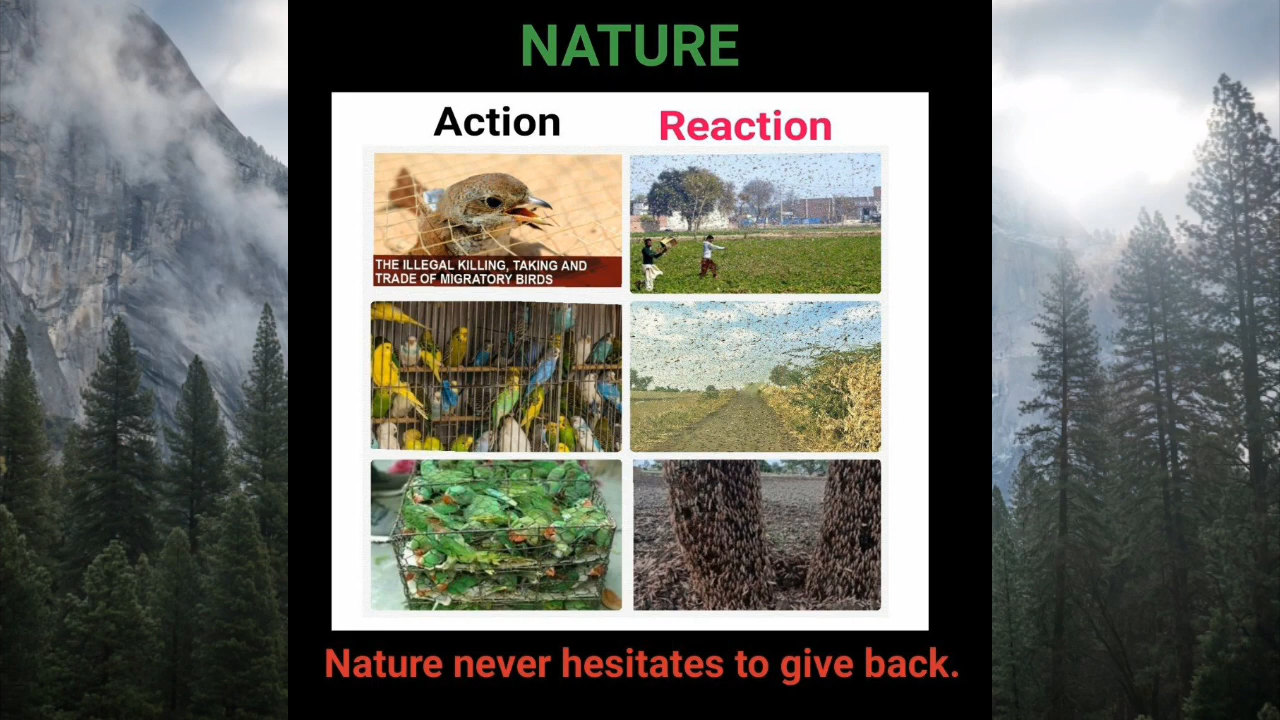 NATURE
Action
Reaction
THE ILLEGAL KILLING, TAKING AND
TRADE OF MIGRATORY BIRDS
Nature never hesitates to give back.